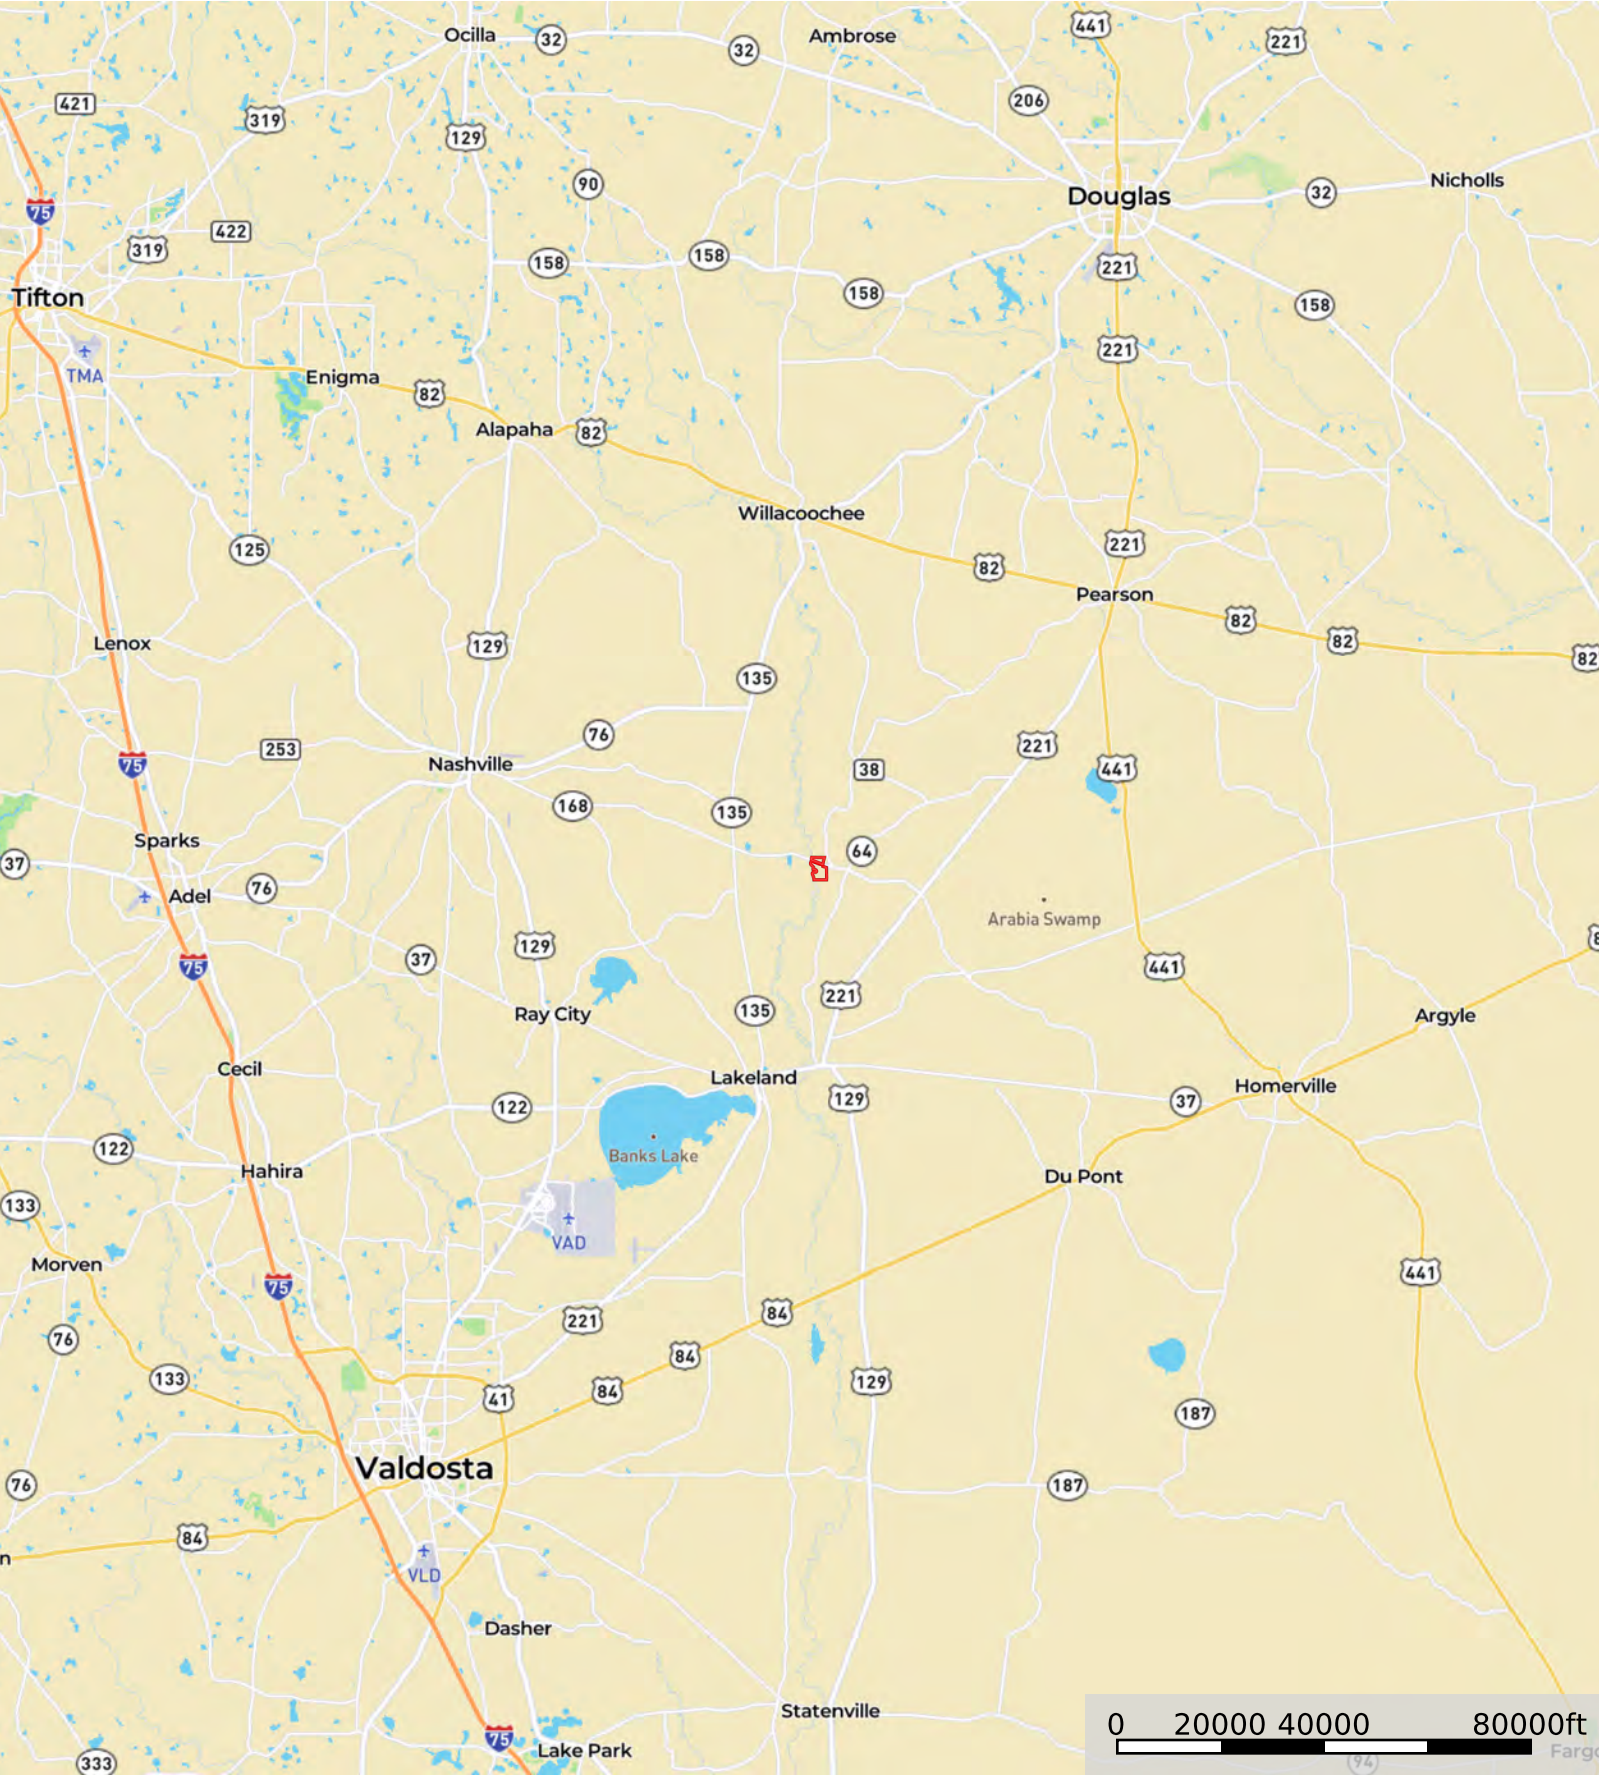 441
Ocilla
32
Ambrose
221
32
206
421
319
129
90
Nicholls
Douglas
32
75
422
319
158
158
221
158
158
Tifton
221
TMA
Enigma
82
Alapaha
82
Willacoochee
125
221
82
Pearson
82
82
82
Lenox
129
135
76
221
253
75
Nashville
38
441
168
135
Sparks
64
37
76
Adel
Arabia Swamp
129
37
75
441
221
135
Ray City
Argyle
Cecil
Lakeland
Homerville
129
37
122
122
Banks Lake
Hahira
Du Pont
133
VAD
Morven
441
75
84
221
76
84
133
129
84
41
187
Valdosta
76
187
84
n
VLD
Dasher
Statenville
0 20000 40000 80000ft
75
Lake Park
333
94